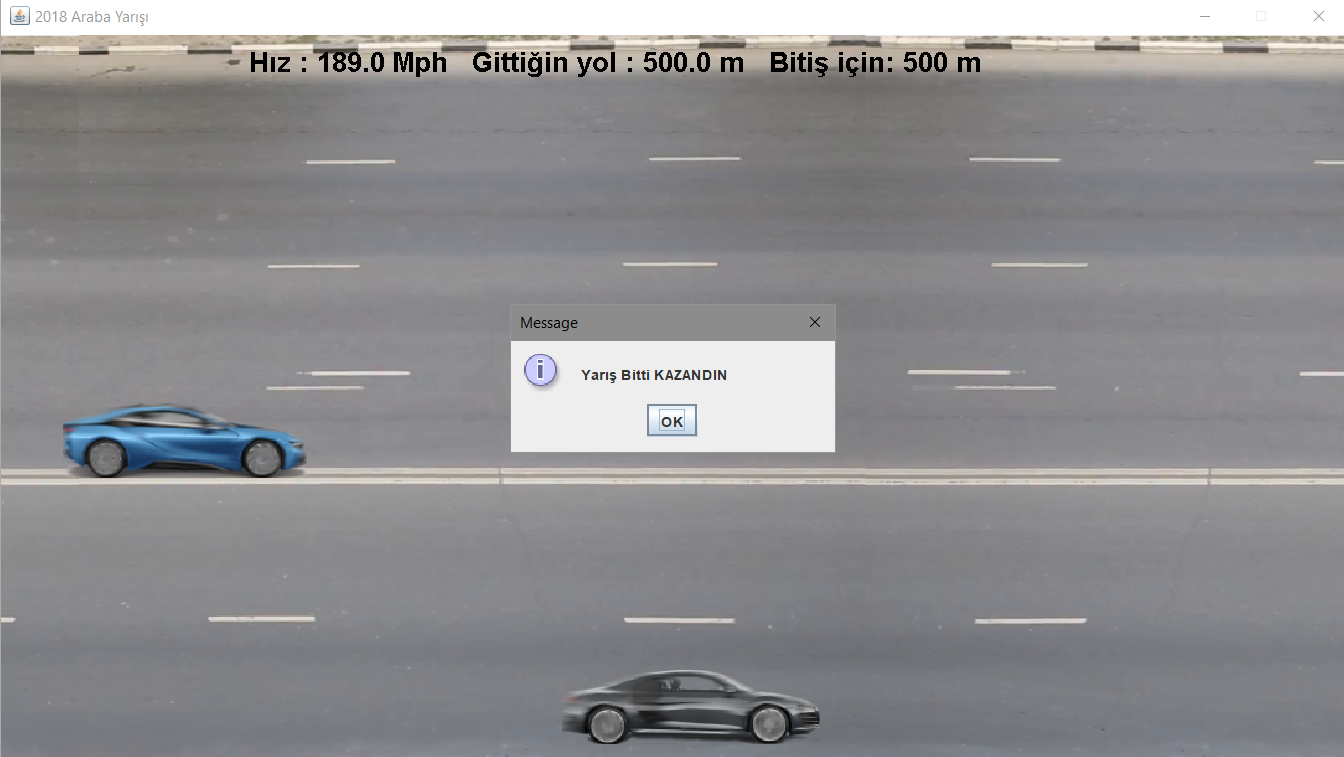 2018 Araba Yarışı
Hız : 189.0 Mph   Gittiğin yol : 500.0 m   Bitiş için: 500 m
Message
Yarış Bitti KAZANDIN
OK